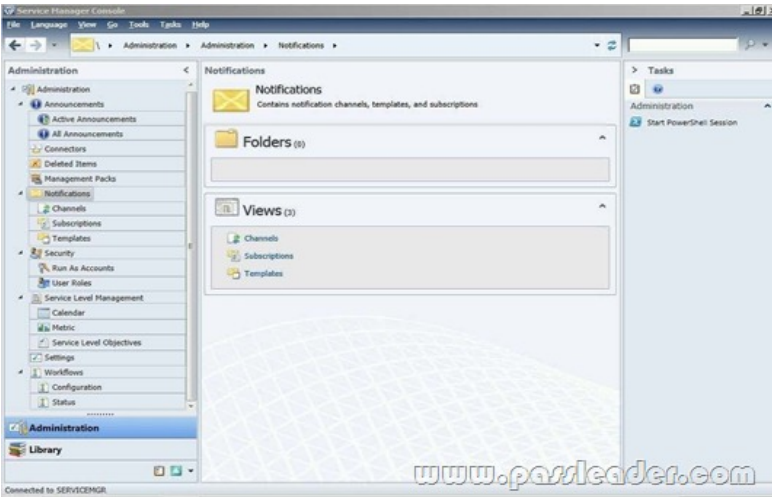 Service Manager Console
File Language View Go Tools Tasks Help
\ Administration Administration Notifications
Administration
Administration
Announcements
Active Announcements
All Announcements
Connectors
Deleted Items
Management Packs
Notifications
Channels
Subscriptions
Templates
Security
Run As Accounts
User Roles
Service Level Management
Calendar
Metric
Service Level Objectives
Settings
Workflows
Configuration
Status
Administration
Library
Connected to SERVICEMGR
Notifications
Notifications
Contains notification channels, templates, and subscriptions
Folders (0)
Views (3)
Channels
Subscriptions
Templates
Tasks
Administration
Start PowerShell Session
www.passleader.com